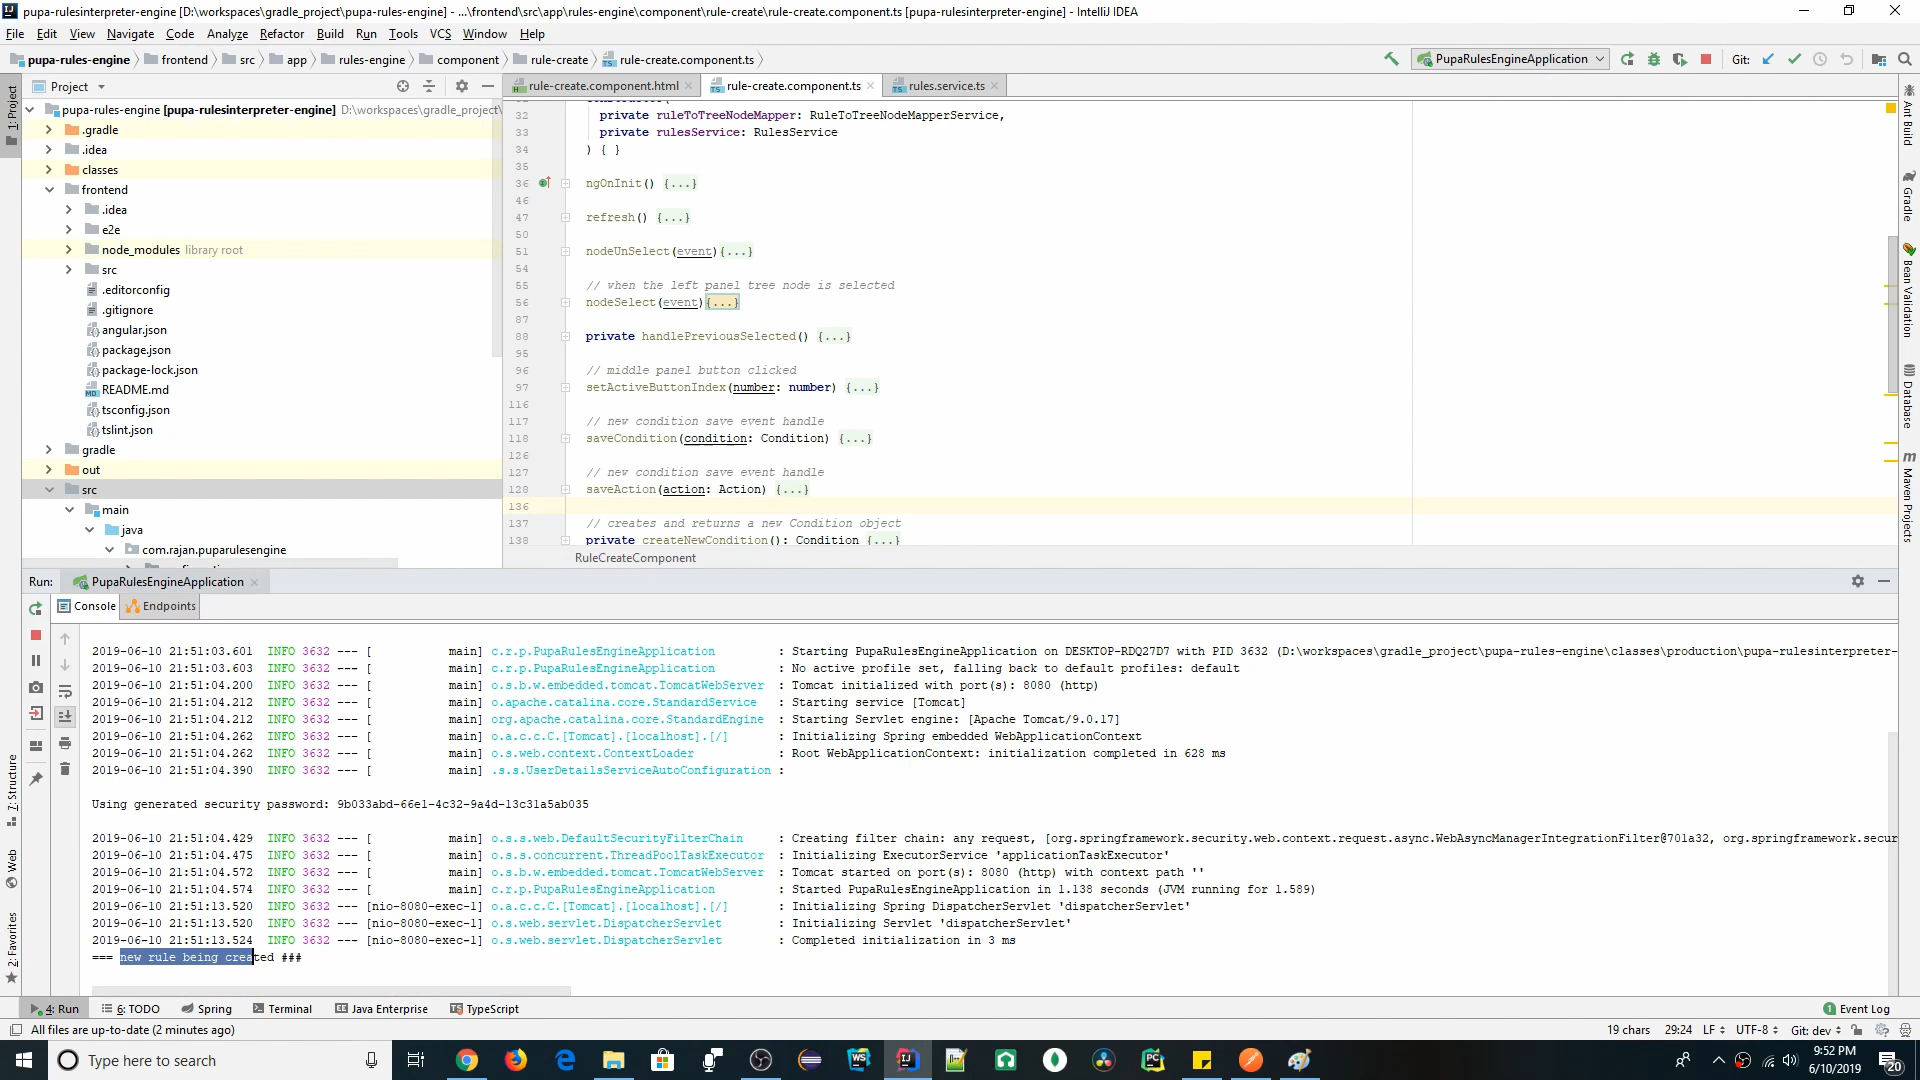 pupa-rulesinterpreter-engine [D:\workspaces\gradle_project\pupa-rules-engine] - ...\frontend\src\app\rules-engine\component\rule-create\rule-create.component.ts [pupa-rulesinterpreter-engine] - IntelliJ IDEA
File Edit View Navigate Code Analyze Refactor Build Run Tools VCS Window Help
pupa-rules-engine frontend src app rules-engine component rule-create rule-create.component.ts PupaRulesEngineApplication Git:
Project rule-create.component.html rule-create.component.ts rules.service.ts
1: Project
pupa-rules-engine [pupa-rulesinterpreter-engine] D:\workspaces\gradle_project\
.gradle
.idea
classes
frontend
.idea
e2e
node_modules library root
src
.editorconfig
.gitignore
angular.json
package.json
package-lock.json
README.md
tsconfig.json
tslint.json
gradle
out
src
main
java
com.rajan.puparulesengine
32 private ruleToTreeNodeMapper: RuleToTreeNodeMapperService,
33 private rulesService: RulesService
34 ) { }
35
36 ngOnInit() {...}
46
47 refresh() {...}
50
51 nodeUnSelect(event){...}
54
55 // when the left panel tree node is selected
56 nodeSelect(event){...}
87
88 private handlePreviousSelected() {...}
95
96 // middle panel button clicked
97 setActiveButtonIndex(number: number) {...}
116
117 // new condition save event handle
118 saveCondition(condition: Condition) {...}
126
127 // new condition save event handle
128 saveAction(action: Action) {...}
136
137 // creates and returns a new Condition object
138 private createNewCondition(): Condition {...}
RuleCreateComponent
Ant Build
Gradle
Bean Validation
Database
Maven Projects
Run: PupaRulesEngineApplication
Console Endpoints
2019-06-10 21:51:03.601 INFO 3632 --- [ main] c.r.p.PupaRulesEngineApplication : Starting PupaRulesEngineApplication on DESKTOP-RDQ27D7 with PID 3632 (D:\workspaces\gradle_project\pupa-rules-engine\classes\production\pupa-rulesinterpreter-
2019-06-10 21:51:03.603 INFO 3632 --- [ main] c.r.p.PupaRulesEngineApplication : No active profile set, falling back to default profiles: default
2019-06-10 21:51:04.200 INFO 3632 --- [ main] o.s.b.w.embedded.tomcat.TomcatWebServer : Tomcat initialized with port(s): 8080 (http)
2019-06-10 21:51:04.212 INFO 3632 --- [ main] o.apache.catalina.core.StandardService : Starting service [Tomcat]
2019-06-10 21:51:04.212 INFO 3632 --- [ main] org.apache.catalina.core.StandardEngine : Starting Servlet engine: [Apache Tomcat/9.0.17]
2019-06-10 21:51:04.262 INFO 3632 --- [ main] o.a.c.c.C.[Tomcat].[localhost].[/] : Initializing Spring embedded WebApplicationContext
2019-06-10 21:51:04.262 INFO 3632 --- [ main] o.s.web.context.ContextLoader : Root WebApplicationContext: initialization completed in 628 ms
2019-06-10 21:51:04.390 INFO 3632 --- [ main] .s.s.UserDetailsServiceAutoConfiguration :
Using generated security password: 9b033abd-66e1-4c32-9a4d-13c31a5ab035
2019-06-10 21:51:04.429 INFO 3632 --- [ main] o.s.s.web.DefaultSecurityFilterChain : Creating filter chain: any request, [org.springframework.security.web.context.request.async.WebAsyncManagerIntegrationFilter@701a32, org.springframework.secur
2019-06-10 21:51:04.475 INFO 3632 --- [ main] o.s.s.concurrent.ThreadPoolTaskExecutor : Initializing ExecutorService 'applicationTaskExecutor'
2019-06-10 21:51:04.572 INFO 3632 --- [ main] o.s.b.w.embedded.tomcat.TomcatWebServer : Tomcat started on port(s): 8080 (http) with context path ''
2019-06-10 21:51:04.574 INFO 3632 --- [ main] c.r.p.PupaRulesEngineApplication : Started PupaRulesEngineApplication in 1.138 seconds (JVM running for 1.589)
2019-06-10 21:51:13.520 INFO 3632 --- [nio-8080-exec-1] o.a.c.c.C.[Tomcat].[localhost].[/] : Initializing Spring DispatcherServlet 'dispatcherServlet'
2019-06-10 21:51:13.520 INFO 3632 --- [nio-8080-exec-1] o.s.web.servlet.DispatcherServlet : Initializing Servlet 'dispatcherServlet'
2019-06-10 21:51:13.524 INFO 3632 --- [nio-8080-exec-1] o.s.web.servlet.DispatcherServlet : Completed initialization in 3 ms
=== new rule being created ###
7: Structure
Web
2: Favorites
4: Run 6: TODO Spring Terminal Java Enterprise TypeScript 1 Event Log
All files are up-to-date (2 minutes ago) 19 chars 29:24 LF UTF-8 Git: dev
Type here to search
9:52 PM
6/10/2019
20